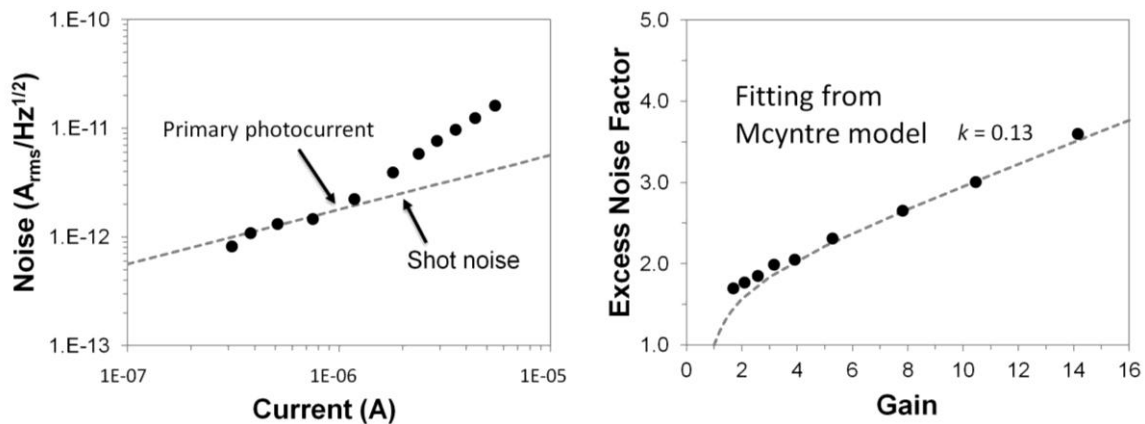 1.E-10
1.E-11
1.E-12
1.E-13
Noise (Arms/Hz1/2)
Primary photocurrent
Shot noise
1E-07
1E-06
1E-05
Current (A)
5.0
4.0
3.0
2.0
1.0
Excess Noise Factor
Fitting from
Mcyntre model
k = 0.13
0
2
4
6
8
10
12
14
16
Gain